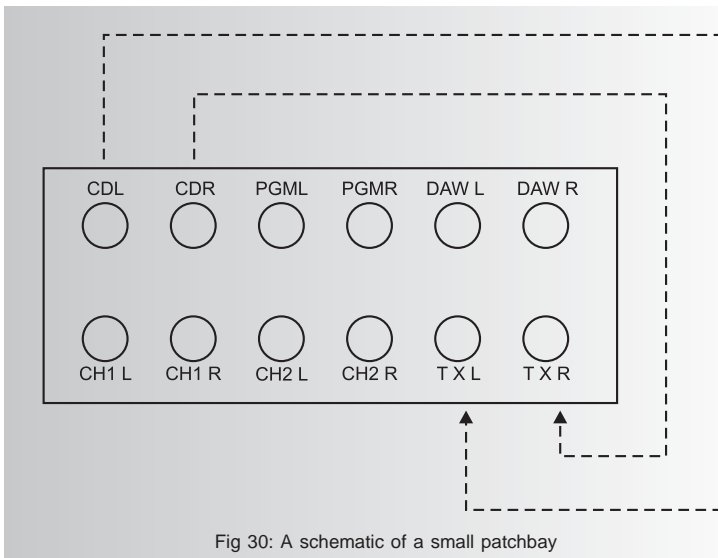 CDL CDR PGML PGMR DAW L DAW R
CH1 L CH1 R CH2 L CH2 R T X L T X R
Fig 30: A schematic of a small patchbay